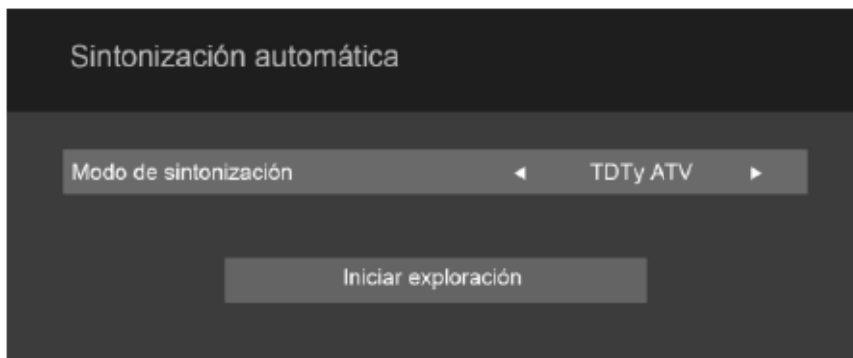 Sintonización automática
Modo de sintonización ◄ TDTy ATV ►
Iniciar exploración